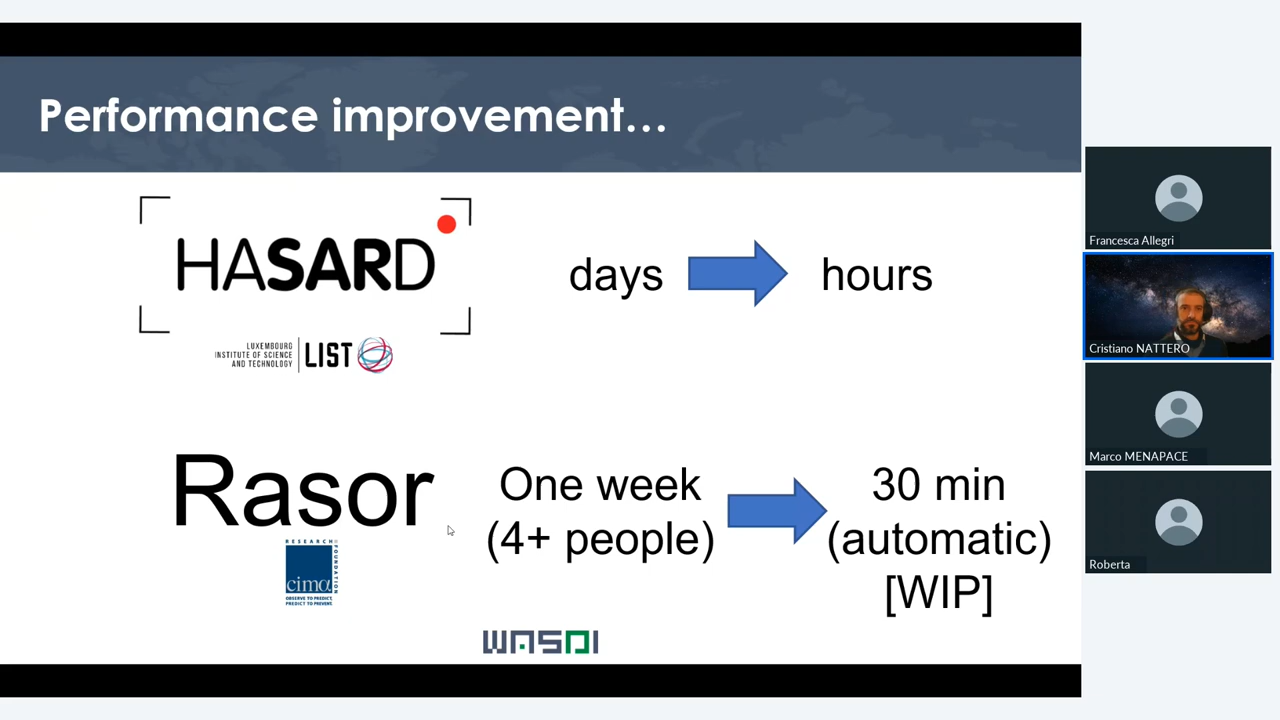 Performance improvement...
HASARD
days
hours
LUXEMBOURG
INSTITUTE OF SCIENCE
AND TECHNOLOGY
LIST
Rasor
One week
(4+ people)
30 min
(automatic)
[WIP]
RESEARCH
FOUNDATION
cima
OBSERVE TO PREDICT,
PREDICT TO PREVENT
WASDI
Francesca Allegri
Cristiano NATTERO
Marco MENAPACE
Roberta